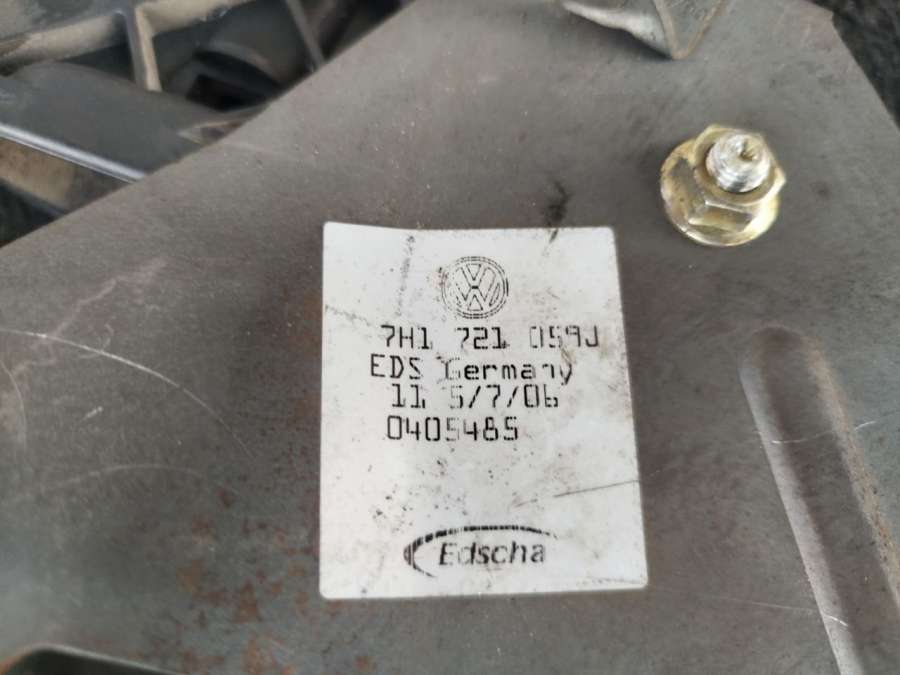 7H1 721 059J
EDS Germany
11 5/7/06
0405485
Edscha